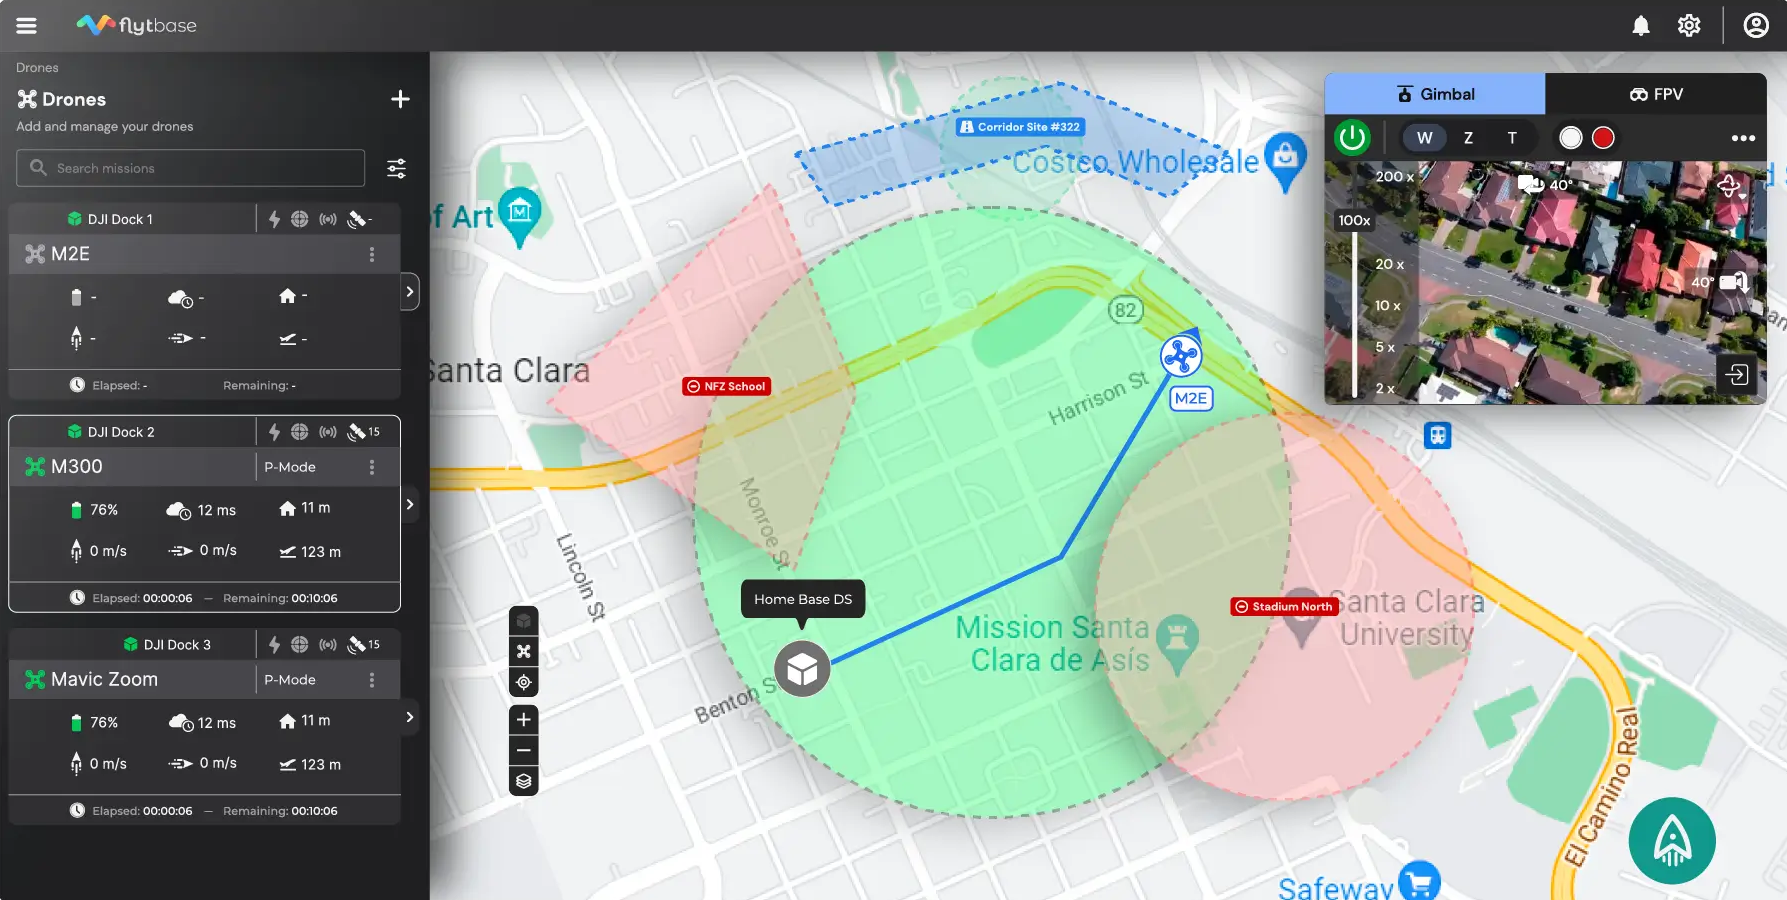 flytbase
Drones
Drones
Add and manage your drones
Search missions
DJI Dock 1
-
M2E
- - -
- - -
Elapsed: - Remaining: -
DJI Dock 2
15
M300
P-Mode
76% 12 ms 11 m
0 m/s 0 m/s 123 m
Elapsed: 00:00:06 — Remaining: 00:10:06
DJI Dock 3
15
Mavic Zoom
P-Mode
76% 12 ms 11 m
0 m/s 0 m/s 123 m
Elapsed: 00:00:06 — Remaining: 00:10:06
Corridor Site #322
Costco Wholesale
f Art
M
82
Santa Clara
NFZ School
Harrison St
M2E
Monroe St
Lincoln St
Home Base DS
Benton S
Mission Santa
Clara de Asís
Stadium North
Santa Clara
University
El Camino Real
Safeway
Gimbal
FPV
W Z T
200 x
100x
20 x
10 x
5 x
2 x
40°
40°